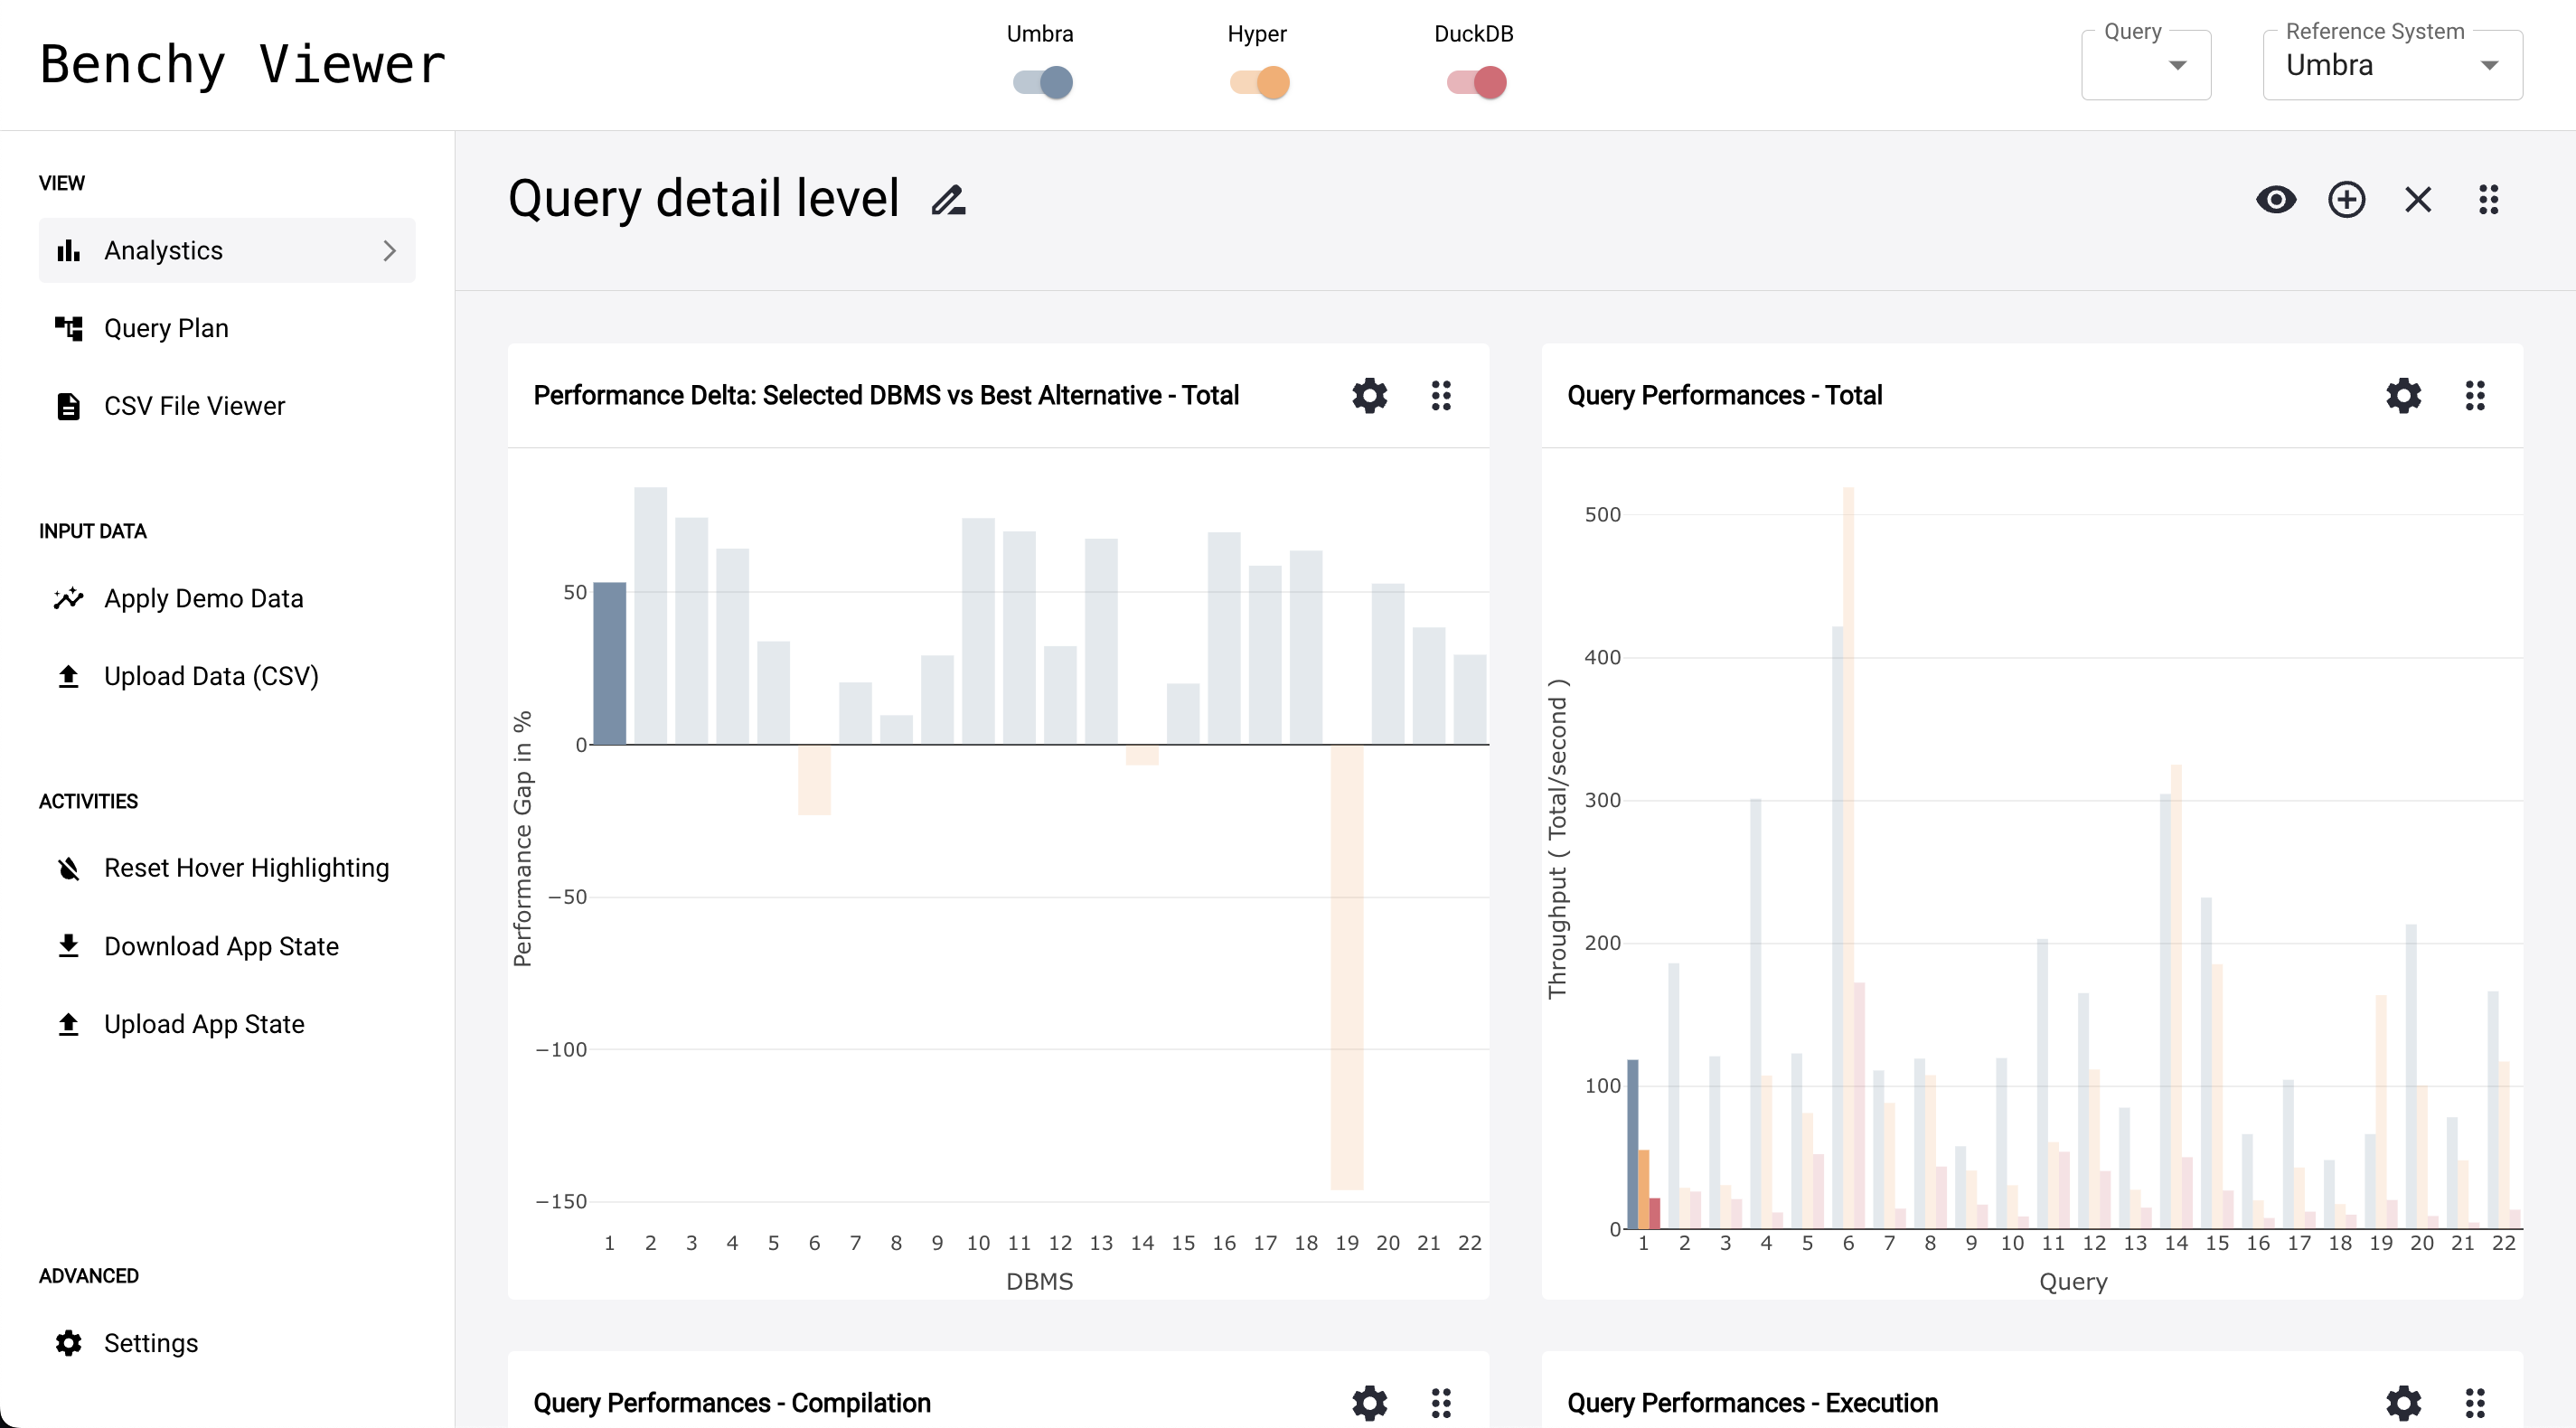 Benchy Viewer
Umbra
Hyper
DuckDB
Query
Reference System
Umbra
VIEW
Analystics
Query Plan
CSV File Viewer
INPUT DATA
Apply Demo Data
Upload Data (CSV)
ACTIVITIES
Reset Hover Highlighting
Download App State
Upload App State
ADVANCED
Settings
Query detail level
Performance Delta: Selected DBMS vs Best Alternative - Total
Performance Gap in %
50
0
−50
−100
−150
1 2 3 4 5 6 7 8 9 10 11 12 13 14 15 16 17 18 19 20 21 22
DBMS
Query Performances - Total
Throughput ( Total/second )
500
400
300
200
100
0
1 2 3 4 5 6 7 8 9 10 11 12 13 14 15 16 17 18 19 20 21 22
Query
Query Performances - Compilation
Query Performances - Execution